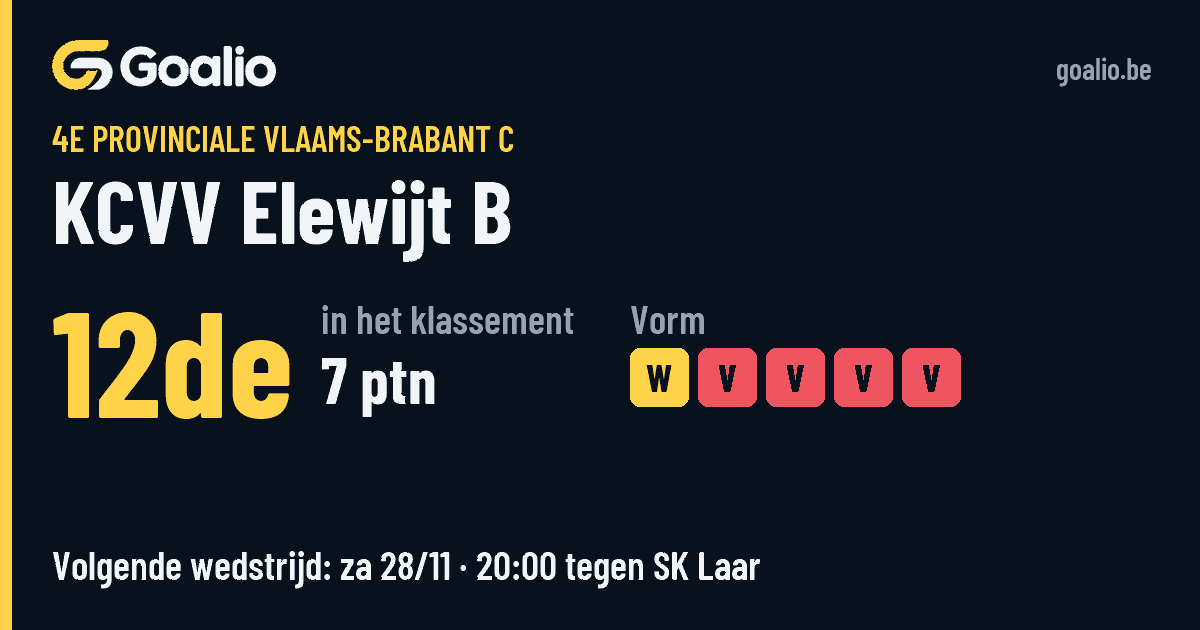 Goalio
goalio.be
4E PROVINCIALE VLAAMS-BRABANT C
KCVV Elewijt B
12de
in het klassement
7 ptn
Vorm
W V V V V
Volgende wedstrijd: za 28/11 · 20:00 tegen SK Laar